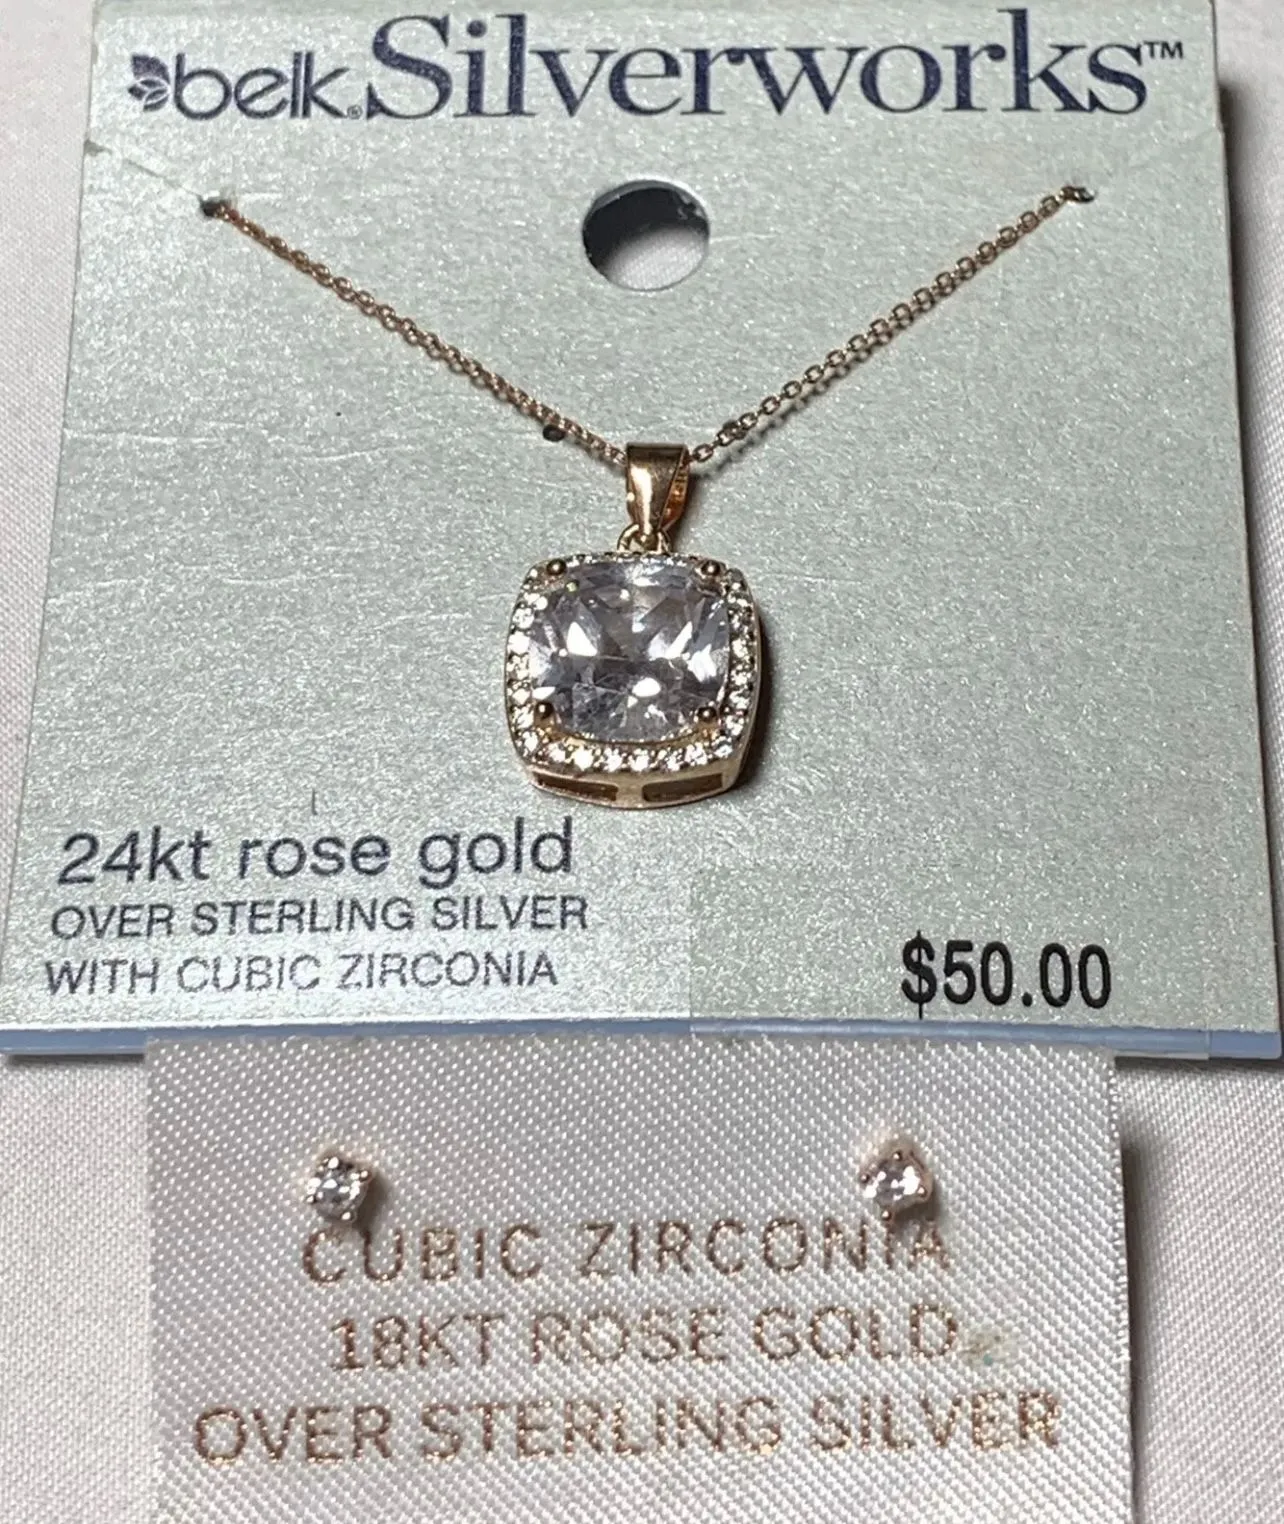 belk® Silverworks™
24kt rose gold
OVER STERLING SILVER
WITH CUBIC ZIRCONIA
$50.00
CUBIC ZIRCONIA
18KT ROSE GOLD
OVER STERLING SILVER